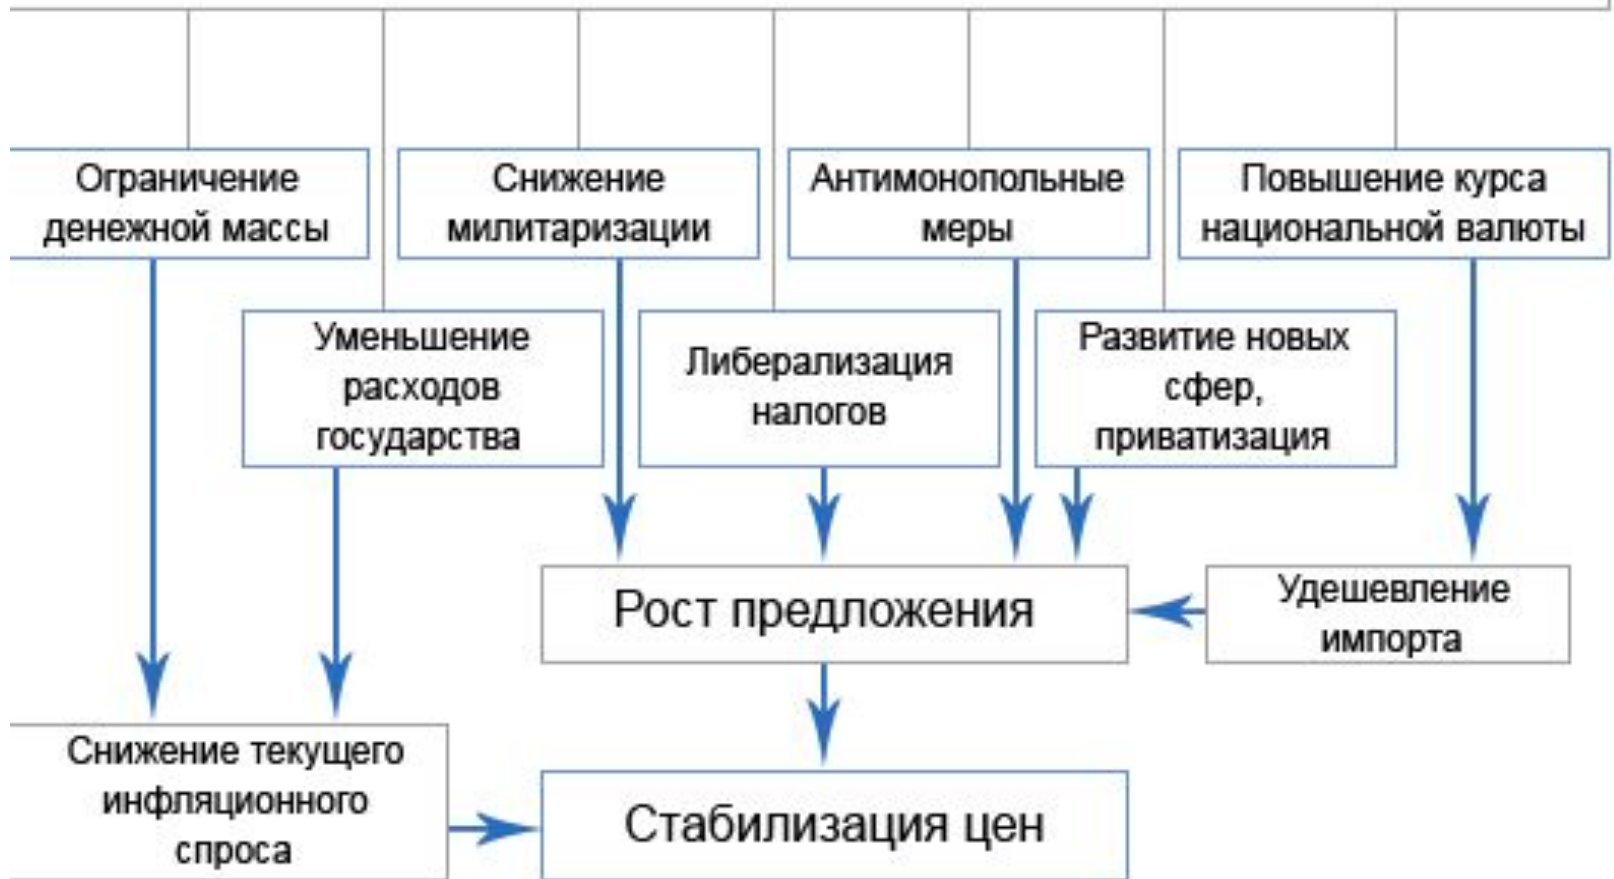 Ограничение
денежной массы
Снижение
милитаризации
Антимонопольные
меры
Повышение курса
национальной валюты
Уменьшение
расходов
государства
Либерализация
налогов
Развитие новых
сфер,
приватизация
Рост предложения
Удешевление
импорта
Снижение текущего
инфляционного
спроса
Стабилизация цен